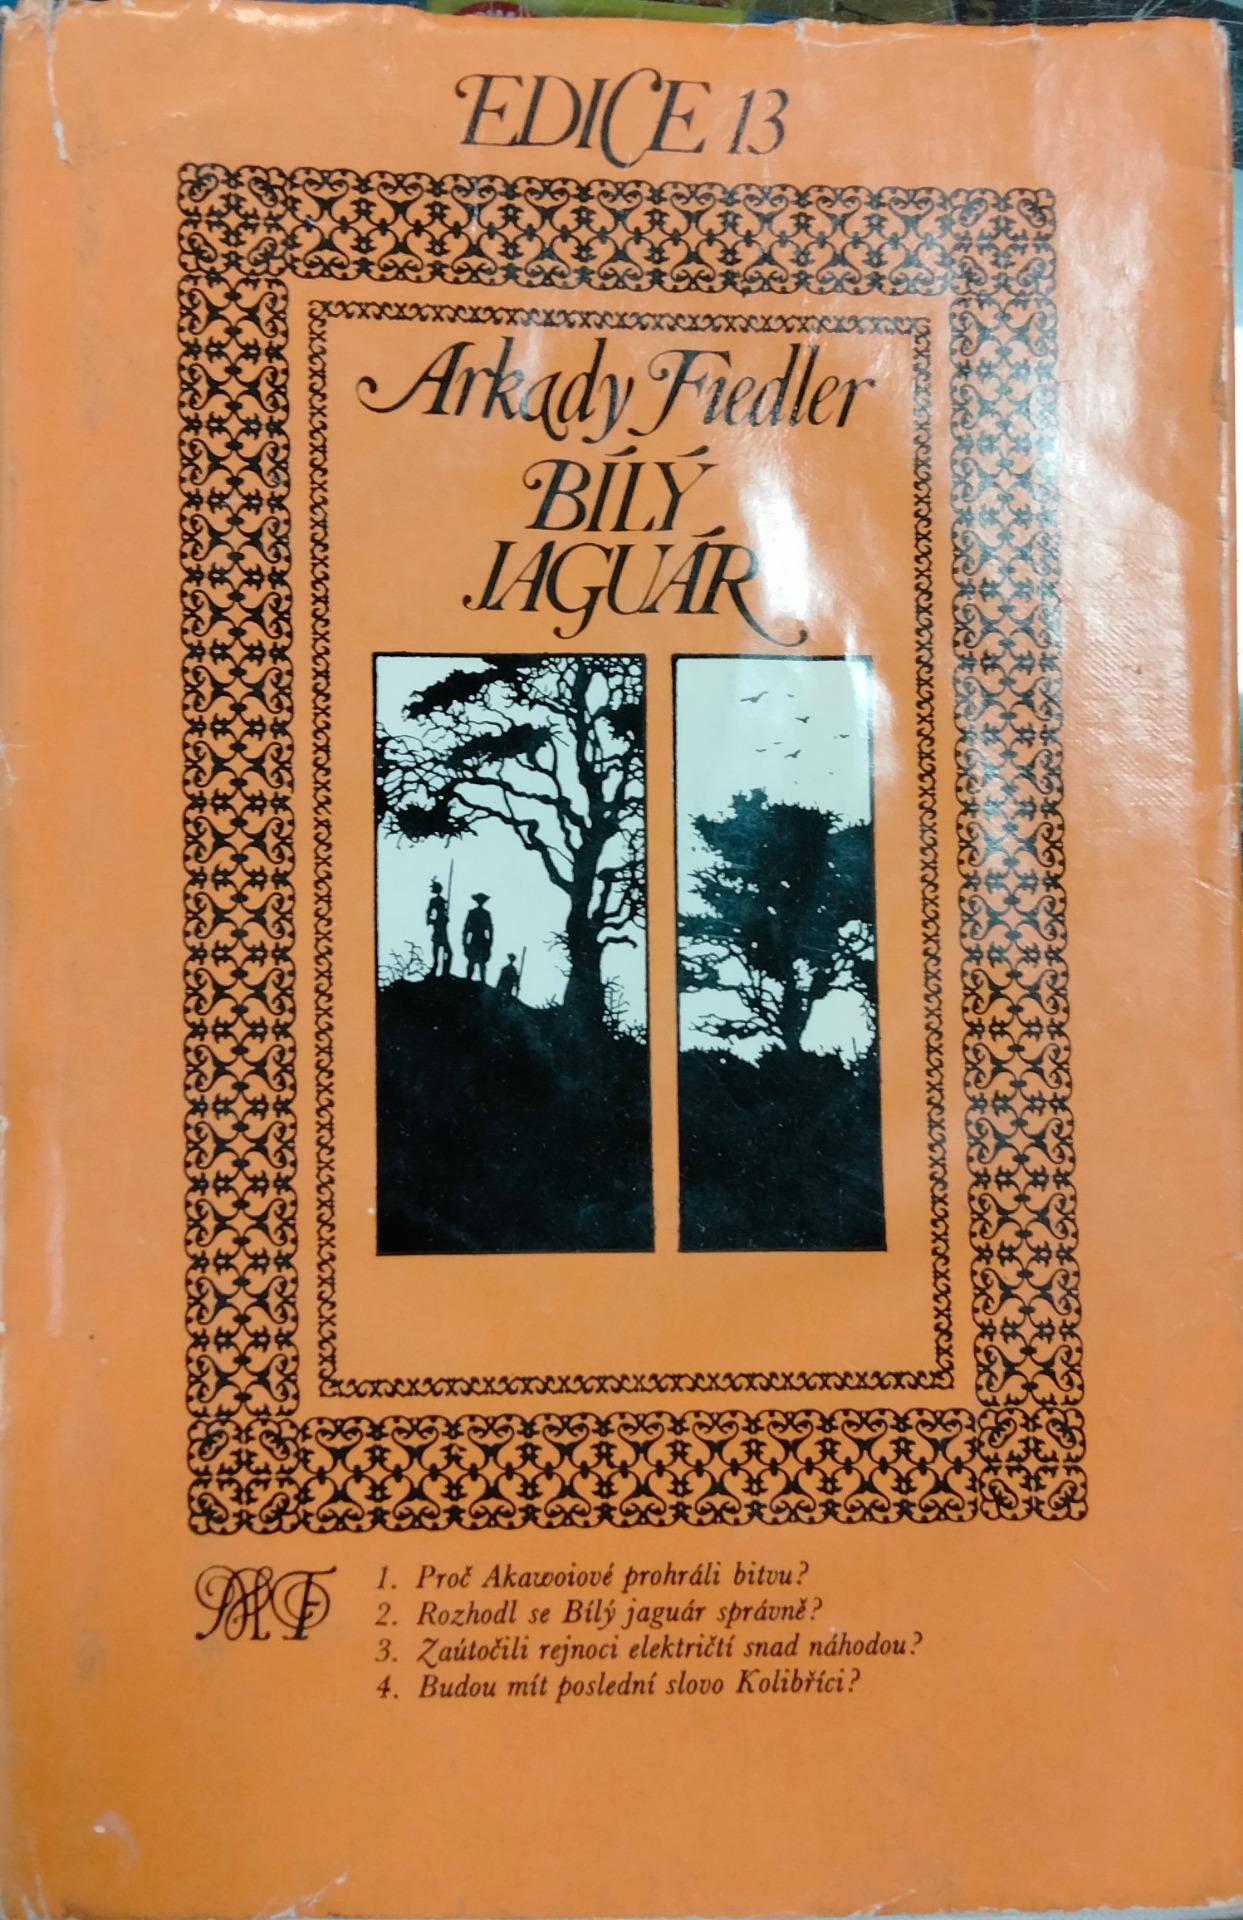 EDICE 13
Arkady Fiedler
BÍLÝ
JAGUÁR
MF
1. Proč Akawoiové prohráli bitvu?
2. Rozhodl se Bílý jaguár správně?
3. Zaútočili rejnoci električtí snad náhodou?
4. Budou mít poslední slovo Kolibříci?